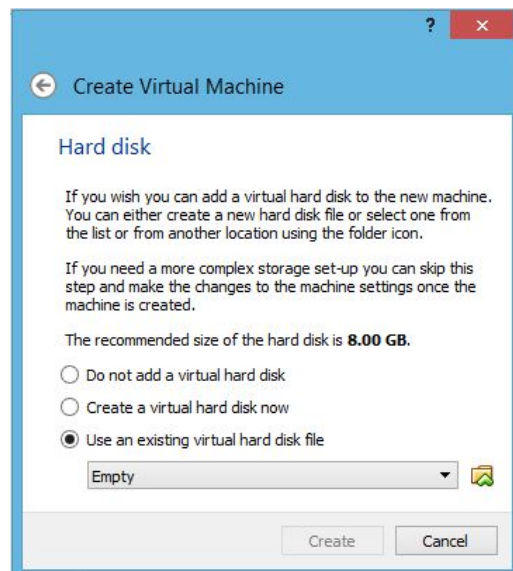 ?
×
Create Virtual Machine
Hard disk
If you wish you can add a virtual hard disk to the new machine.
You can either create a new hard disk file or select one from
the list or from another location using the folder icon.
If you need a more complex storage set-up you can skip this
step and make the changes to the machine settings once the
machine is created.
The recommended size of the hard disk is 8.00 GB.
Do not add a virtual hard disk
Create a virtual hard disk now
Use an existing virtual hard disk file
Empty
Create Cancel